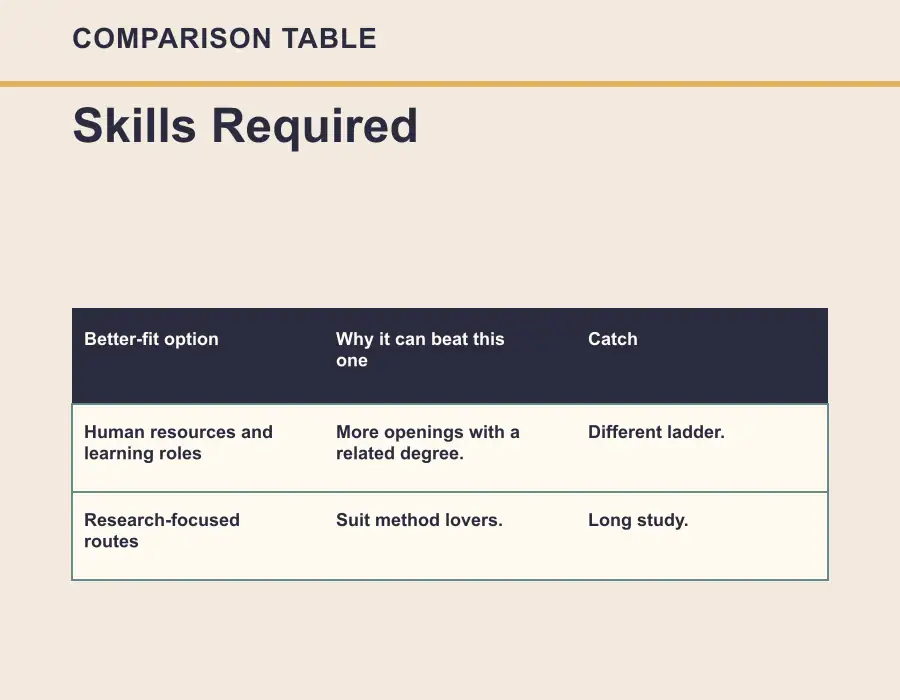 COMPARISON TABLE
Skills Required
Better-fit option
Why it can beat this
one
Catch
Human resources and
learning roles
More openings with a
related degree.
Different ladder.
Research-focused
routes
Suit method lovers.
Long study.